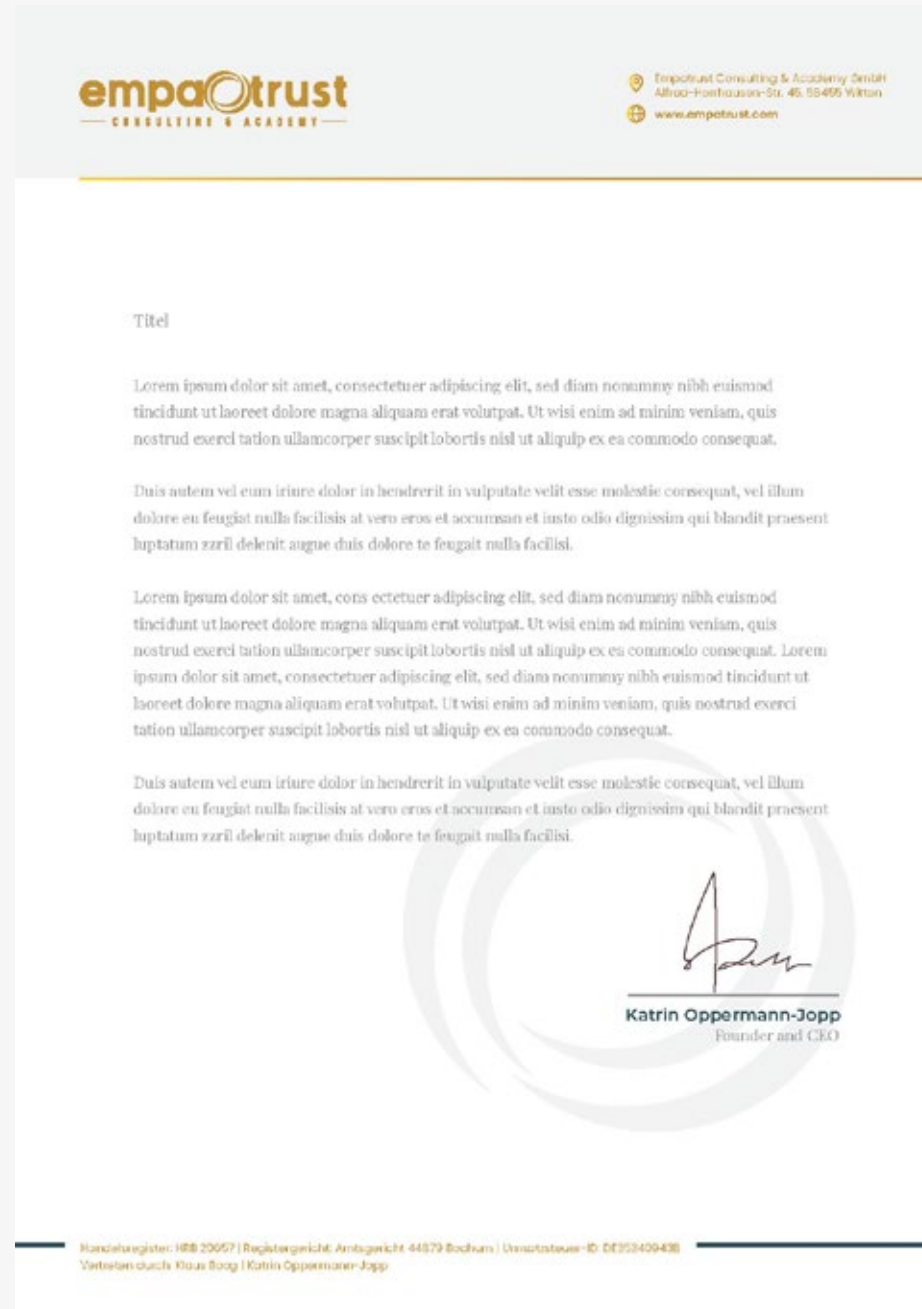 empatrust
CONSULTING & ACADEMY
Empatrust Consulting & Academy GmbH
45, Witten
www.empatrust.com
Titel
Lorem ipsum dolor sit amet, consectetuer adipiscing elit, sed diam nonummy nibh euismod
tincidunt ut laoreet dolore magna aliquam erat volutpat. Ut wisi enim ad minim veniam, quis
nostrud exerci tation ullamcorper suscipit lobortis nisl ut aliquip ex ea commodo consequat.
Duis autem vel eum iriure dolor in hendrerit in vulputate velit esse molestie consequat, vel illum
dolore eu feugiat nulla facilisis at vero eros et accumsan et iusto odio dignissim qui blandit praesent
luptatum zzril delenit augue duis dolore te feugait nulla facilisi.
Lorem ipsum dolor sit amet, cons ectetuer adipiscing elit, sed diam nonummy nibh euismod
tincidunt ut laoreet dolore magna aliquam erat volutpat. Ut wisi enim ad minim veniam, quis
nostrud exerci tation ullamcorper suscipit lobortis nisl ut aliquip ex ea commodo consequat. Lorem
ipsum dolor sit amet, consectetuer adipiscing elit, sed diam nonummy nibh euismod tincidunt ut
laoreet dolore magna aliquam erat volutpat. Ut wisi enim ad minim veniam, quis nostrud exerci
tation ullamcorper suscipit lobortis nisl ut aliquip ex ea commodo consequat.
Duis autem vel eum iriure dolor in hendrerit in vulputate velit esse molestie consequat, vel illum
dolore eu feugiat nulla facilisis at vero eros et accumsan et iusto odio dignissim qui blandit praesent
luptatum zzril delenit augue duis dolore te feugait nulla facilisi.
Katrin Oppermann-Jopp
Founder and CEO
Handelsregister: HRB 20057 | Registergericht: Amtsgericht 44879 Bochum | Umsatzsteuer-ID:
Vertreten durch: Klaus Boog | Katrin Oppermann-Jopp